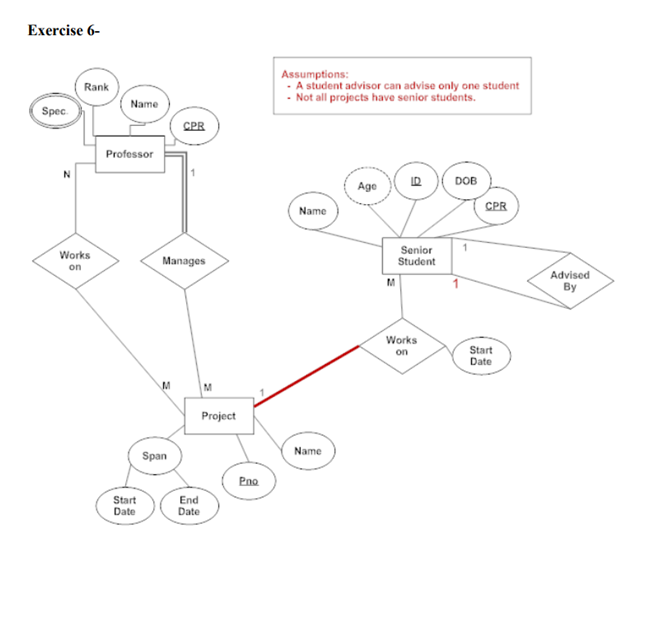 Exercise 6-
Assumptions:
- A student advisor can advise only one student
- Not all projects have senior students.
Rank
Spec.
Name
CPR
Professor
N
1
Works
on
Manages
Age
ID
DOB
Name
CPR
Senior
Student
1
M
1
Advised
By
Works
on
Start
Date
M
M
1
Project
Span
Name
Pno
Start
Date
End
Date